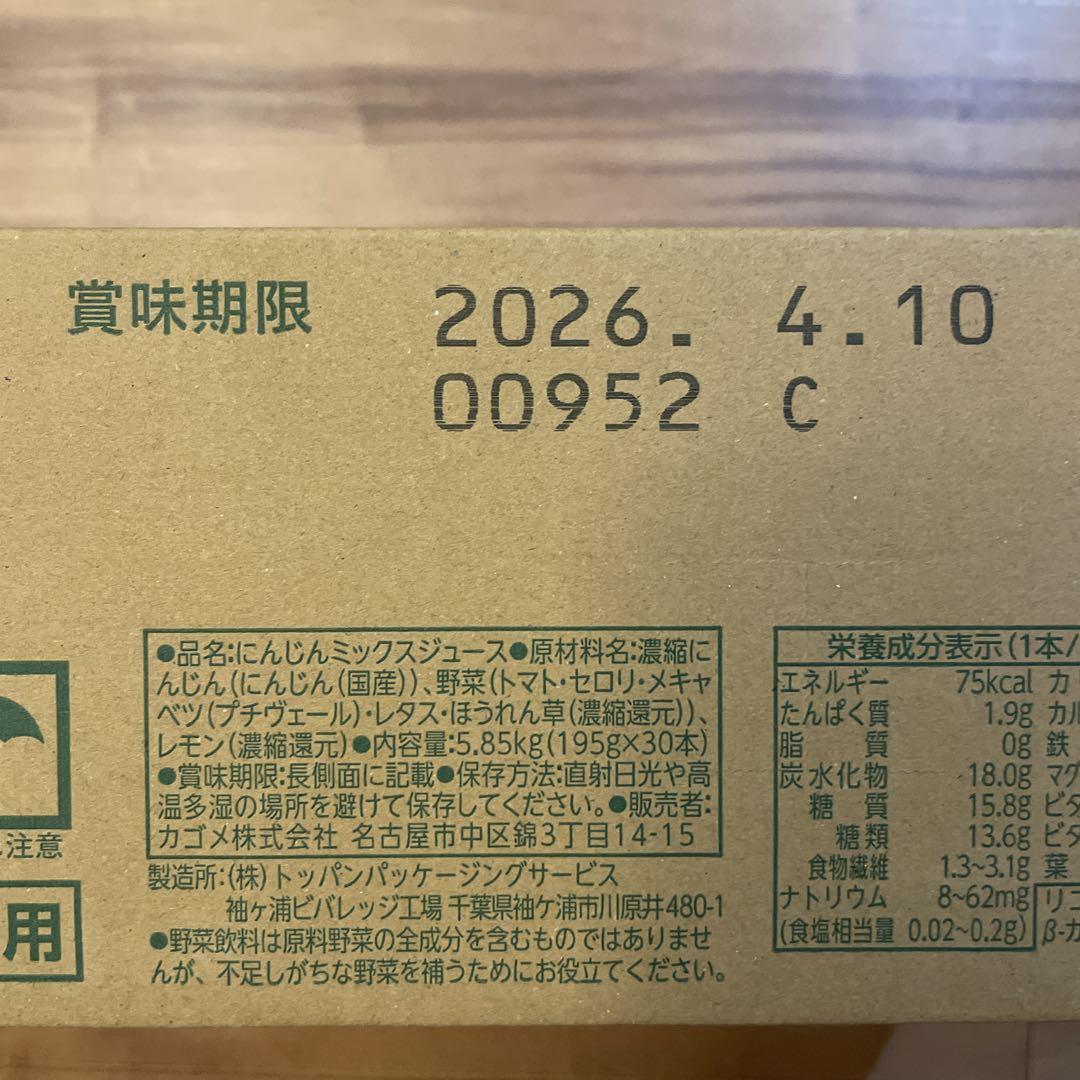 賞味期限
2026. 4.10
00952 C
●品名:にんじんミックスジュース●原材料名:濃縮に
んじん(にんじん(国産))、野菜(トマト・セロリ・メキャ
ベツ(プチヴェール)・レタス・ほうれん草(濃縮還元))、
レモン(濃縮還元)●内容量:5.85kg(195g×30本)
●賞味期限:長側面に記載●保存方法:直射日光や高
温多湿の場所を避けて保存してください。●販売者:
カゴメ株式会社 名古屋市中区錦3丁目14-15
製造所:(株)トッパンパッケージングサービス
袖ヶ浦ビバレッジ工場 千葉県袖ケ浦市川原井480-1
●野菜飲料は原料野菜の全成分を含むものではありませ
んが、不足しがちな野菜を補うためにお役立てください。
注意
用
栄養成分表示(1本/
エネルギー 75kcal カ
たんぱく質 1.9g カル
脂質 0g 鉄
炭水化物 18.0g マグ
糖質 15.8g ビタ
糖類 13.6g ビタ
食物繊維 1.3~3.1g 葉
ナトリウム 8~62mg リコ
(食塩相当量 0.02~0.2g) β-カ